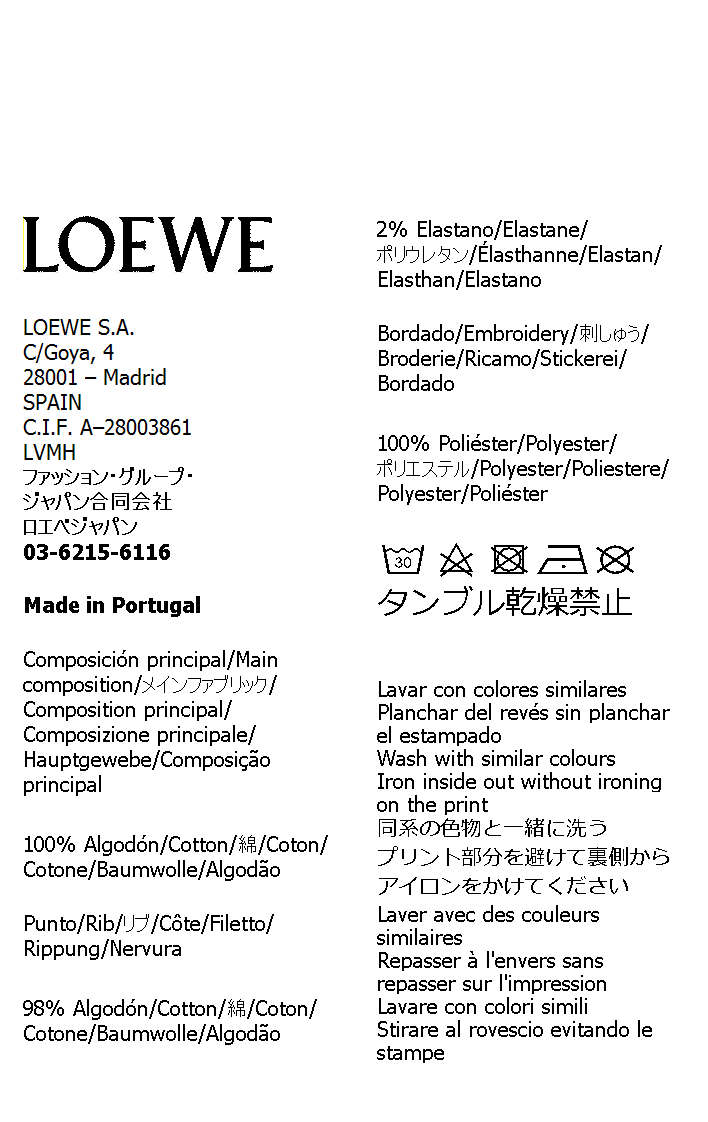 LOEWE
LOEWE S.A.
C/Goya, 4
28001 – Madrid
SPAIN
C.I.F. A–28003861
LVMH
ファッション・グループ・
ジャパン合同会社
ロエベジャパン
03-6215-6116
Made in Portugal
Composición principal/Main
composition/メインファブリック/
Composition principal/
Composizione principale/
Hauptgewebe/Composição
principal
100% Algodón/Cotton/綿/Coton/
Cotone/Baumwolle/Algodão
Punto/Rib/リブ/Côte/Filetto/
Rippung/Nervura
98% Algodón/Cotton/綿/Coton/
Cotone/Baumwolle/Algodão
2% Elastano/Elastane/
ポリウレタン/Élasthanne/Elastan/
Elasthan/Elastano
Bordado/Embroidery/刺しゅう/
Broderie/Ricamo/Stickerei/
Bordado
100% Poliéster/Polyester/
ポリエステル/Polyester/Poliestere/
Polyester/Poliéster
30
タンブル乾燥禁止
Lavar con colores similares
Planchar del revés sin planchar
el estampado
Wash with similar colours
Iron inside out without ironing
on the print
同系の色物と一緒に洗う
プリント部分を避けて裏側から
アイロンをかけてください
Laver avec des couleurs
similaires
Repasser à l'envers sans
repasser sur l'impression
Lavare con colori simili
Stirare al rovescio evitando le
stampe